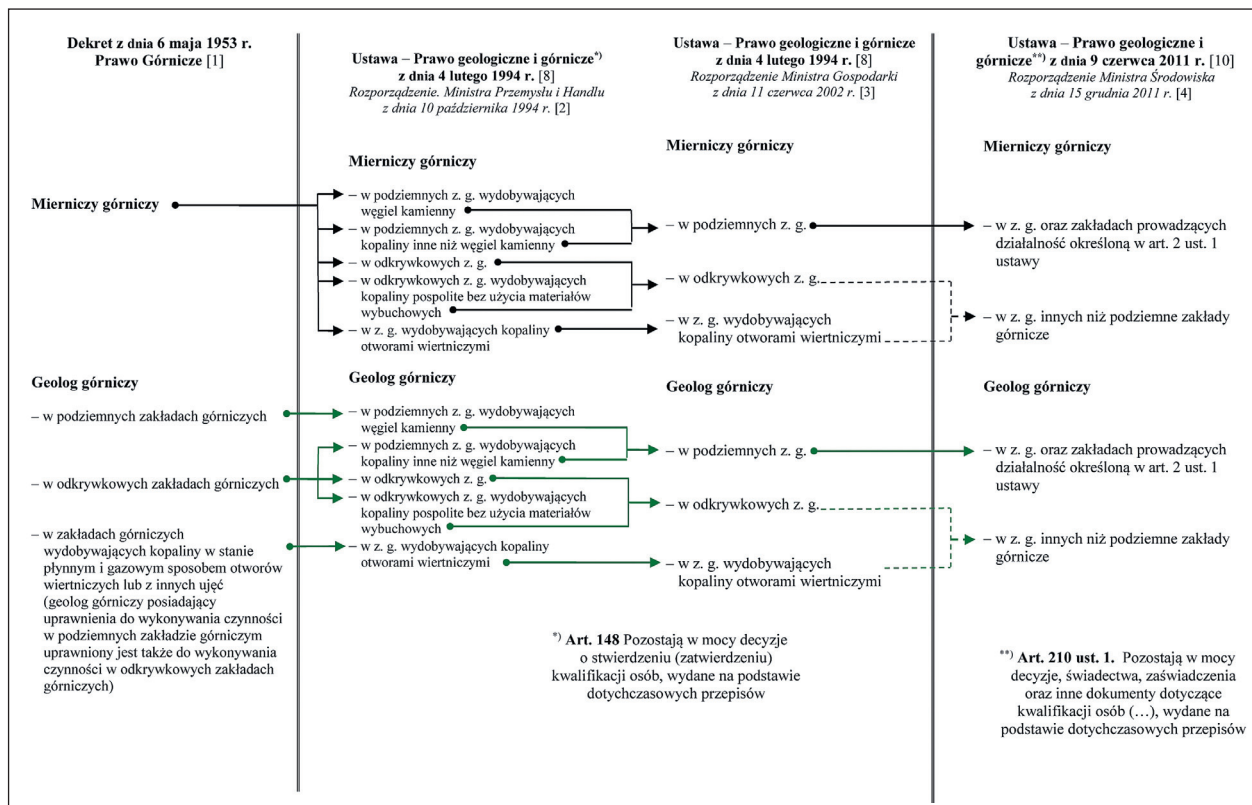 Dekret z dnia 6 maja 1953 r.
Prawo Górnicze [1]
Mierniczy górniczy
Geolog górniczy
– w podziemnych zakładach górniczych
– w odkrywkowych zakładach górniczych
– w zakładach górniczych
wydobywających kopaliny w stanie
płynnym i gazowym sposobem otworów
wiertniczych lub z innych ujęć
(geolog górniczy posiadający
uprawnienia do wykonywania czynności
w podziemnych zakładzie górniczym
uprawniony jest także do wykonywania
czynności w odkrywkowych zakładach
górniczych)
Ustawa – Prawo geologiczne i górnicze*)
z dnia 4 lutego 1994 r. [8]
Rozporządzenie. Ministra Przemysłu i Handlu
z dnia 10 października 1994 r. [2]
Mierniczy górniczy
– w podziemnych z. g. wydobywających
węgiel kamienny
– w podziemnych z. g. wydobywających
kopaliny inne niż węgiel kamienny
– w odkrywkowych z. g.
– w odkrywkowych z. g. wydobywających
kopaliny pospolite bez użycia materiałów
wybuchowych
– w z. g. wydobywających kopaliny
otworami wiertniczymi
Geolog górniczy
– w podziemnych z. g. wydobywających
węgiel kamienny
– w podziemnych z. g. wydobywających
kopaliny inne niż węgiel kamienny
– w odkrywkowych z. g.
– w odkrywkowych z. g. wydobywających
kopaliny pospolite bez użycia materiałów
wybuchowych
– w z. g. wydobywających kopaliny
otworami wiertniczymi
Ustawa – Prawo geologiczne i górnicze
z dnia 4 lutego 1994 r. [8]
Rozporządzenie Ministra Gospodarki
z dnia 11 czerwca 2002 r. [3]
Mierniczy górniczy
– w podziemnych z. g.
– w odkrywkowych z. g.
– w z. g. wydobywających
kopaliny otworami wiertniczymi
Geolog górniczy
– w podziemnych z. g.
– w odkrywkowych z. g.
– w z. g. wydobywających
kopaliny otworami wiertniczymi
*) Art. 148 Pozostają w mocy decyzje
o stwierdzeniu (zatwierdzeniu)
kwalifikacji osób, wydane na podstawie
dotychczasowych przepisów
Ustawa – Prawo geologiczne i
górnicze**) z dnia 9 czerwca 2011 r. [10]
Rozporządzenie Ministra Środowiska
z dnia 15 grudnia 2011 r. [4]
Mierniczy górniczy
– w z. g. oraz zakładach prowadzących
działalność określoną w art. 2 ust. 1
ustawy
– w z. g. innych niż podziemne zakłady
górnicze
Geolog górniczy
– w z. g. oraz zakładach prowadzących
działalność określoną w art. 2 ust. 1
ustawy
– w z. g. innych niż podziemne zakłady
górnicze
**) Art. 210 ust. 1. Pozostają w mocy
decyzje, świadectwa, zaświadczenia
oraz inne dokumenty dotyczące
kwalifikacji osób (…), wydane na
podstawie dotychczasowych przepisów